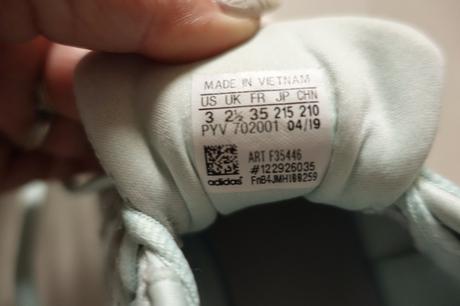 MADE IN VIETNAM
US UK FR JP CHN
3 2½ 35 215 210
PYV 702001 04/19
ART F35446
#122926035
adidas